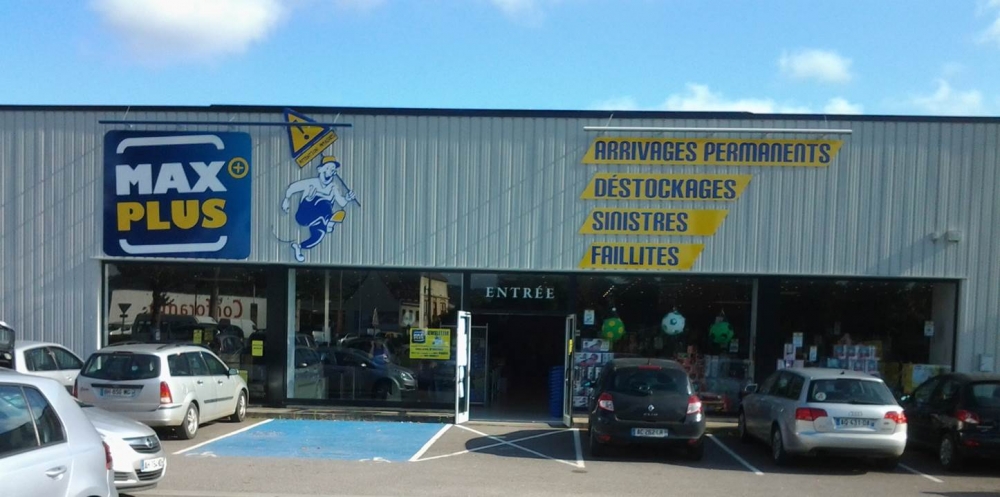 MAX
PLUS
ARRIVAGES PERMANENTS
DÉSTOCKAGES
SINISTRES
FAILLITES
ENTRÉE